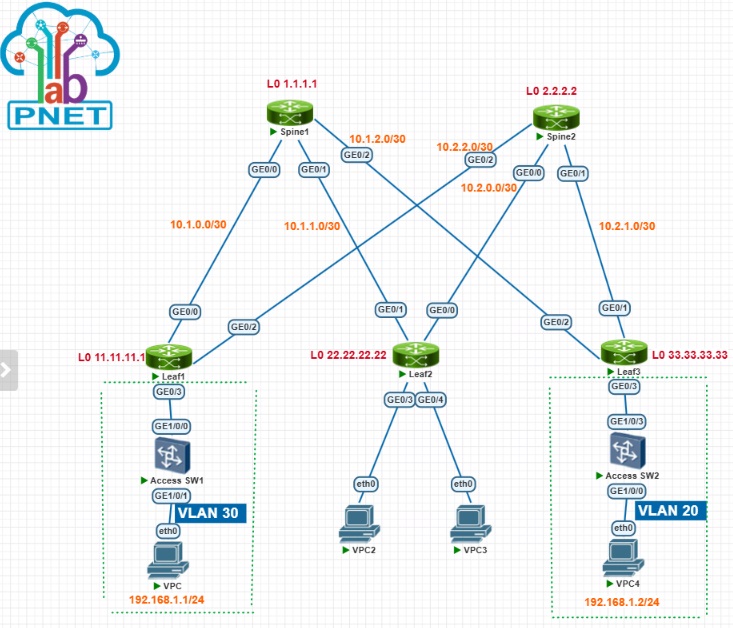 lab
PNET
L0 1.1.1.1
L0 2.2.2.2
Spine1
Spine2
10.1.2.0/30
10.2.2.0/30
GE0/2
GE0/2
GE0/0
GE0/1
GE0/0
GE0/1
10.2.0.0/30
10.1.0.0/30
10.1.1.0/30
10.2.1.0/30
GE0/0
GE0/2
GE0/1
GE0/0
GE0/2
GE0/1
L0 11.11.11.1
L0 22.22.22.22
L0 33.33.33.33
Leaf1
Leaf2
Leaf3
GE0/3
GE0/3
GE0/4
GE0/3
GE1/0/0
GE1/0/3
Access SW1
Access SW2
GE1/0/1
eth0
eth0
GE1/0/0
VLAN 30
VLAN 20
eth0
eth0
VPC2
VPC3
VPC
VPC4
192.168.1.1/24
192.168.1.2/24